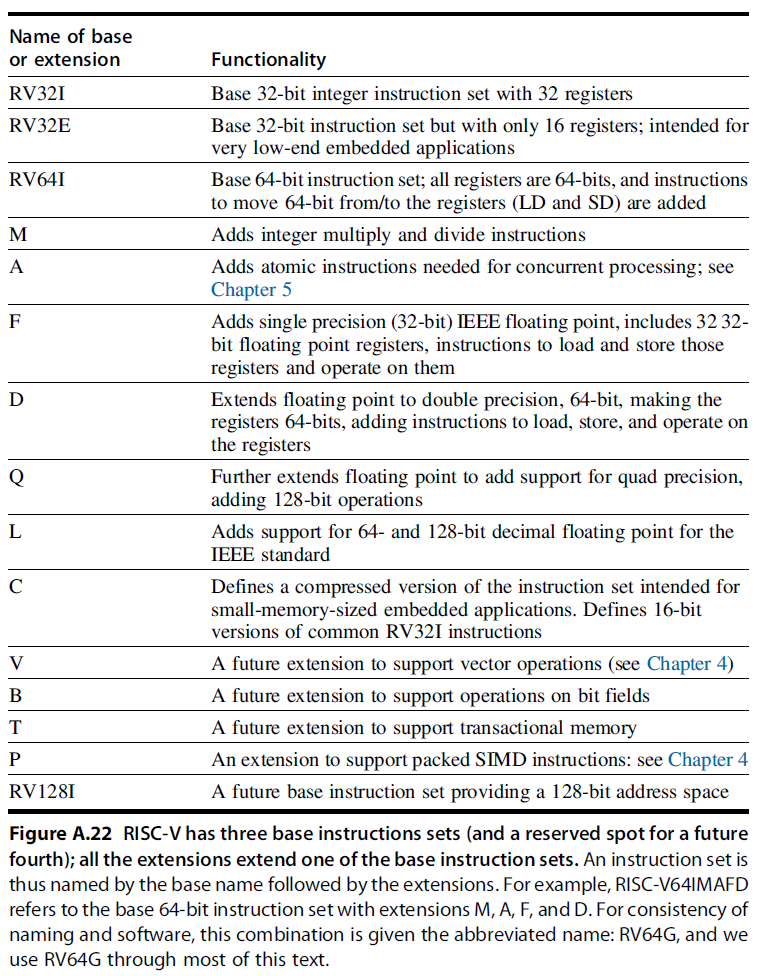 Name of base
or extension Functionality
RV32I Base 32-bit integer instruction set with 32 registers
RV32E Base 32-bit instruction set but with only 16 registers; intended for
very low-end embedded applications
RV64I Base 64-bit instruction set; all registers are 64-bits, and instructions
to move 64-bit from/to the registers (LD and SD) are added
M Adds integer multiply and divide instructions
A Adds atomic instructions needed for concurrent processing; see
Chapter 5
F Adds single precision (32-bit) IEEE floating point, includes 32 32-
bit floating point registers, instructions to load and store those
registers and operate on them
D Extends floating point to double precision, 64-bit, making the
registers 64-bits, adding instructions to load, store, and operate on
the registers
Q Further extends floating point to add support for quad precision,
adding 128-bit operations
L Adds support for 64- and 128-bit decimal floating point for the
IEEE standard
C Defines a compressed version of the instruction set intended for
small-memory-sized embedded applications. Defines 16-bit
versions of common RV32I instructions
V A future extension to support vector operations (see Chapter 4)
B A future extension to support operations on bit fields
T A future extension to support transactional memory
P An extension to support packed SIMD instructions: see Chapter 4
RV128I A future base instruction set providing a 128-bit address space
Figure A.22 RISC-V has three base instructions sets (and a reserved spot for a future
fourth); all the extensions extend one of the base instruction sets. An instruction set is
thus named by the base name followed by the extensions. For example, RISC-V64IMAFD
refers to the base 64-bit instruction set with extensions M, A, F, and D. For consistency of
naming and software, this combination is given the abbreviated name: RV64G, and we
use RV64G through most of this text.